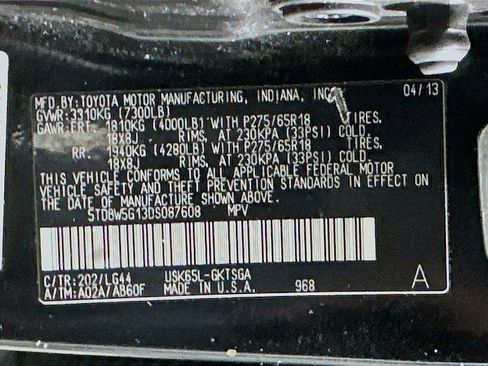 MFD.BY:TOYOTA MOTOR MANUFACTURING, INDIANA, INC. 04/13
GVWR:3310KG (7300LB)
GAWR:FRT. 1810KG (4000LB) WITH P275/65R18 TIRES,
18X8J RIMS, AT 230KPA (33PSI) COLD.
RR. 1940KG (4280LB) WITH P275/65R18 TIRES,
18X8J RIMS, AT 230KPA (33PSI) COLD.
THIS VEHICLE CONFORMS TO ALL APPLICABLE FEDERAL MOTOR
VEHICLE SAFETY AND THEFT PREVENTION STANDARDS IN EFFECT ON
THE DATE OF MANUFACTURE SHOWN ABOVE.
5TDBW5G13DS087608 MPV
C/TR:202/LG44 USK65L-GKTSGA
A/TM:A02A/AB60F MADE IN U.S.A. 968 A